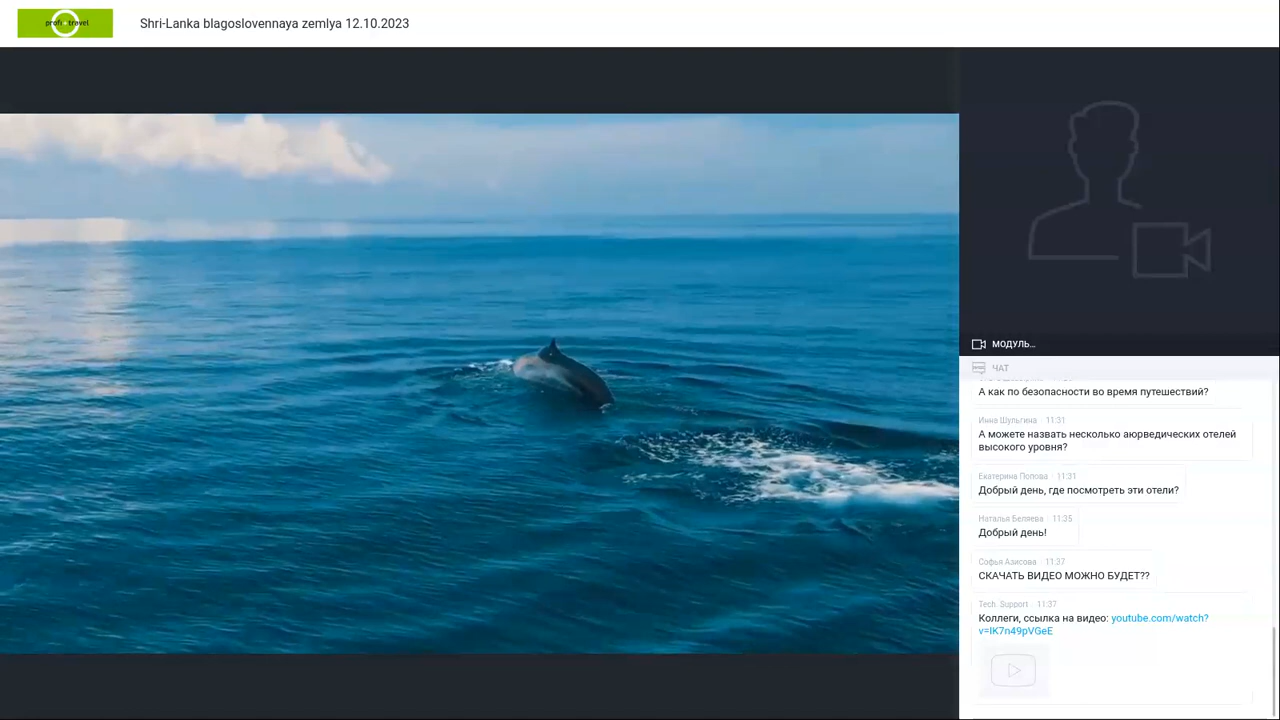 profi travel
Shri-Lanka blagoslovennaya zemlya 12.10.2023
МОДУЛЬ…
ЧАТ
А как по безопасности во время путешествий?
Инна Шульгина 11:31
А можете назвать несколько аюрведических отелей
высокого уровня?
Екатерина Попова 11:31
Добрый день, где посмотреть эти отели?
Наталья Беляева 11:35
Добрый день!
Софья Азисова 11:37
СКАЧАТЬ ВИДЕО МОЖНО БУДЕТ??
Tech. Support 11:37
Коллеги, ссылка на видео: youtube.com/watch?
v=IK7n49pVGeE